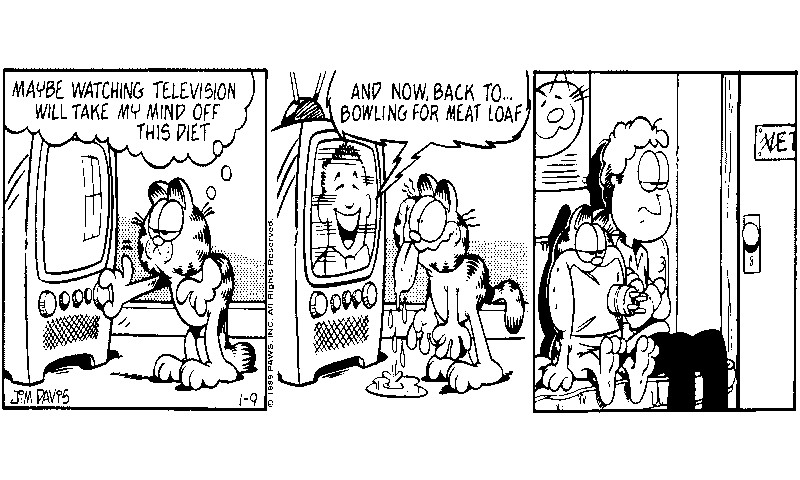 MAYBE WATCHING TELEVISION
WILL TAKE MY MIND OFF
THIS DIET
JIM DAVIS
1-9
© 1989 PAWS, INC. All Rights Reserved.
AND NOW, BACK TO...
BOWLING FOR MEAT LOAF
VET